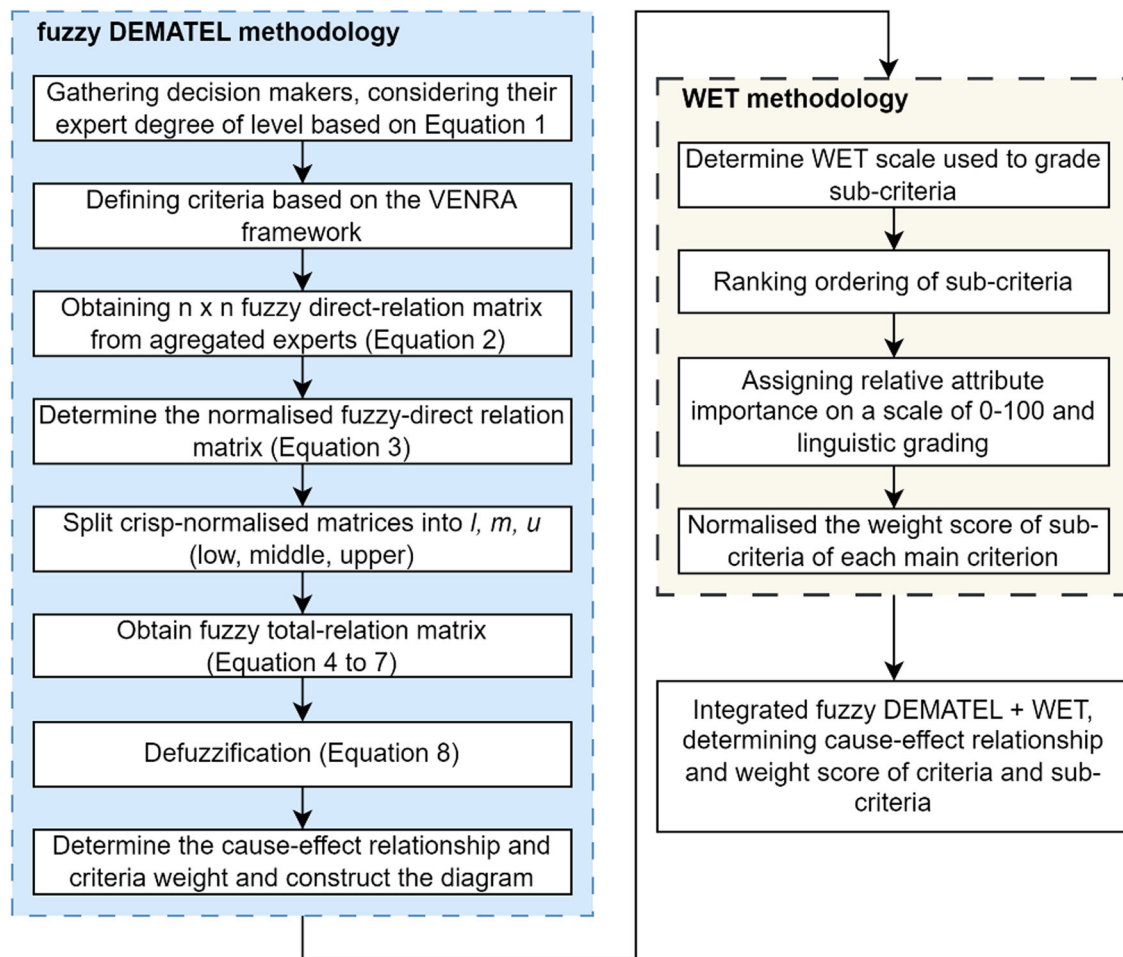 fuzzy DEMATEL methodology
Gathering decision makers, considering their
expert degree of level based on Equation 1
Defining criteria based on the VENRA
framework
Obtaining n x n fuzzy direct-relation matrix
from agregated experts (Equation 2)
Determine the normalised fuzzy-direct relation
matrix (Equation 3)
Split crisp-normalised matrices into l, m, u
(low, middle, upper)
Obtain fuzzy total-relation matrix
(Equation 4 to 7)
Defuzzification (Equation 8)
Determine the cause-effect relationship and
criteria weight and construct the diagram
WET methodology
Determine WET scale used to grade
sub-criteria
Ranking ordering of sub-criteria
Assigning relative attribute
importance on a scale of 0-100 and
linguistic grading
Normalised the weight score of sub-
criteria of each main criterion
Integrated fuzzy DEMATEL + WET,
determining cause-effect relationship
and weight score of criteria and sub-
criteria